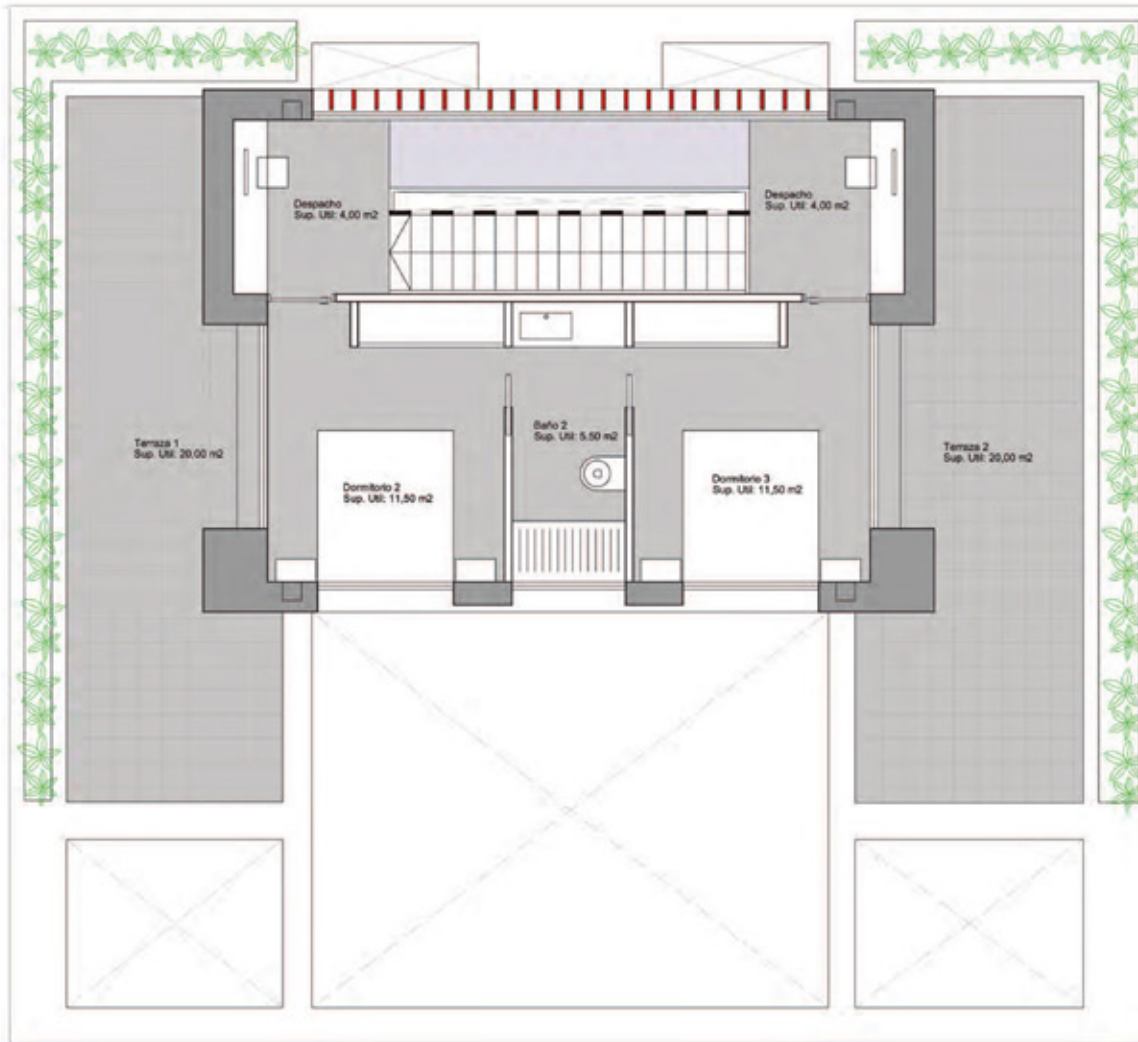 Despacho
Sup. Util: 4,00 m2
Despacho
Sup. Util: 4,00 m2
Terraza 1
Sup. Util: 20,00 m2
Dormitorio 2
Sup. Util: 11,50 m2
Baño 2
Sup. Util: 5.50 m2
Dormitorio 3
Sup. Util: 11,50 m2
Terraza 2
Sup. Util: 20,00 m2